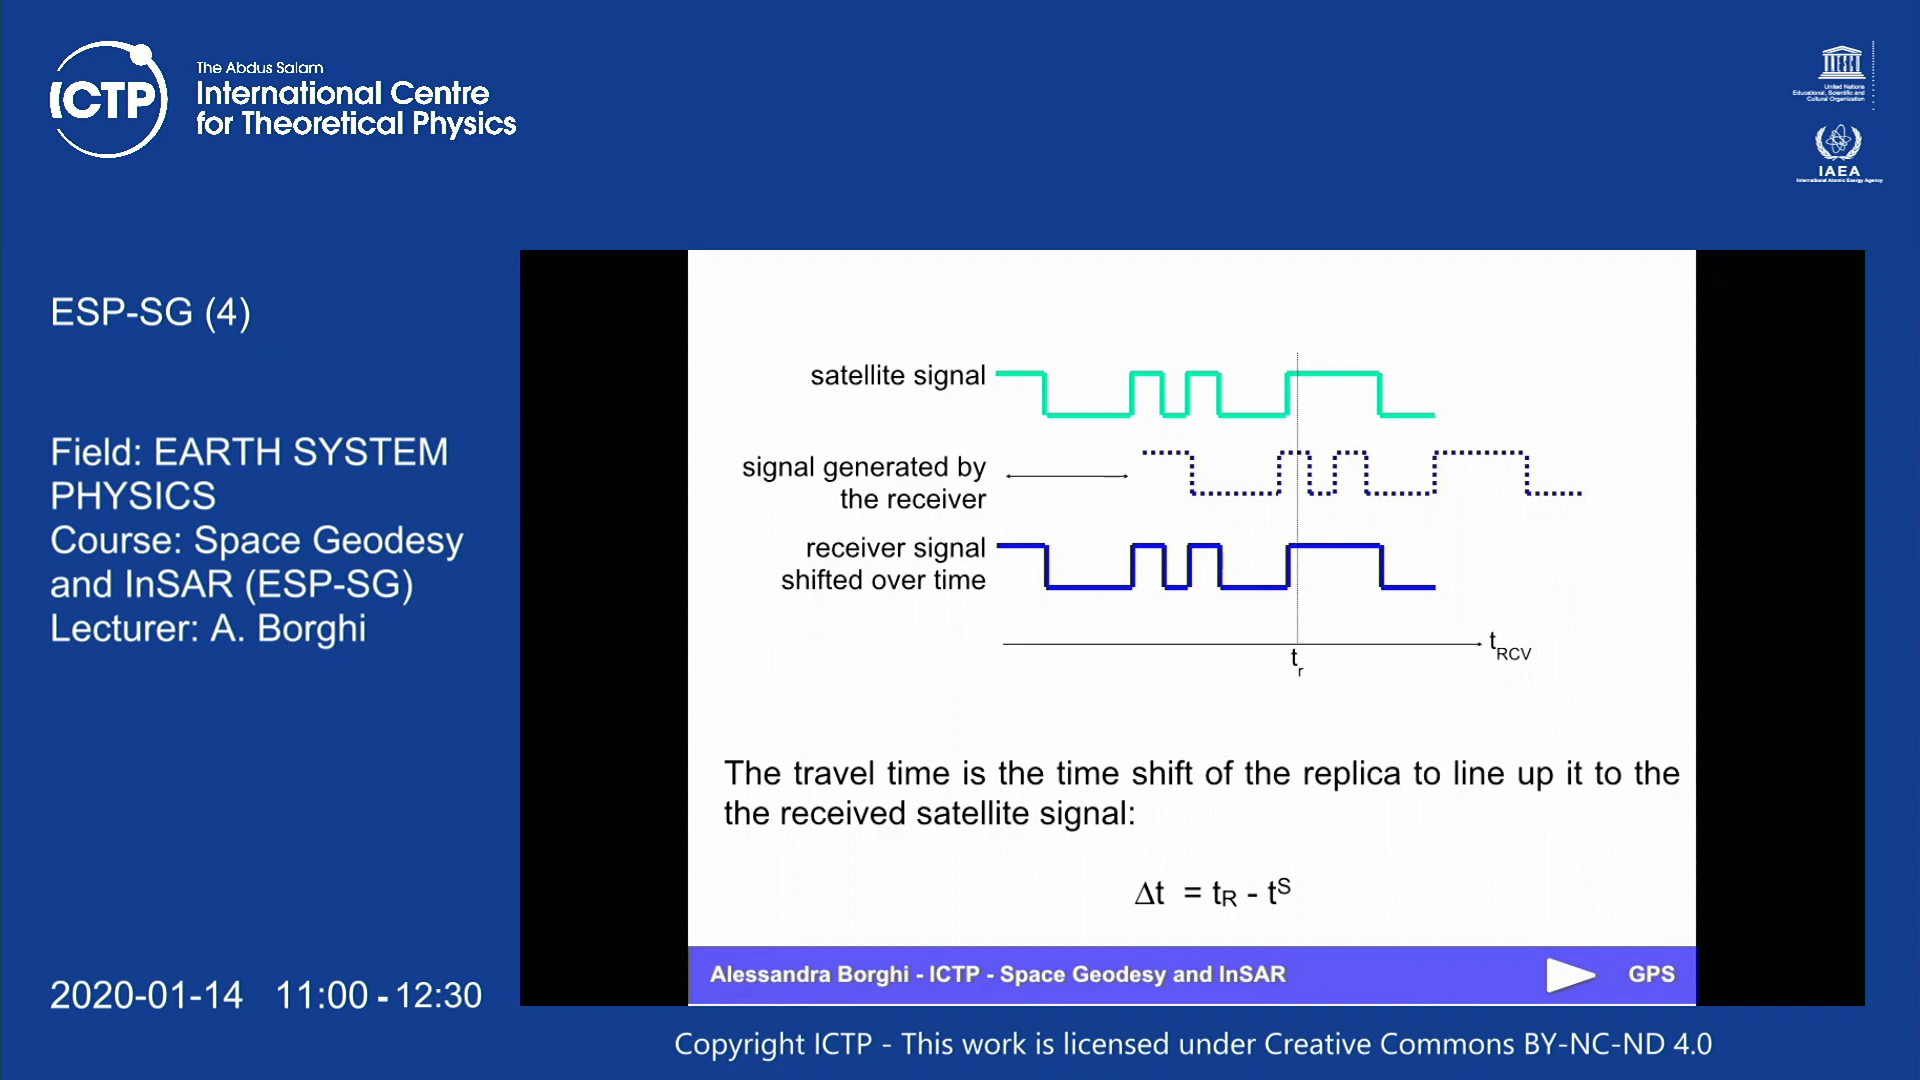 The Abdus Salam
ICTP
International Centre
for Theoretical Physics
United Nations
Educational, Scientific and
Cultural Organization
IAEA
International Atomic Energy Agency
ESP-SG (4)
Field: EARTH SYSTEM
PHYSICS
Course: Space Geodesy
and InSAR (ESP-SG)
Lecturer: A. Borghi
2020-01-14 11:00 - 12:30
satellite signal
signal generated by
the receiver
receiver signal
shifted over time
tRCV
tr
The travel time is the time shift of the replica to line up it to the
the received satellite signal:
Δt = tR - tS
Alessandra Borghi - ICTP - Space Geodesy and InSAR
GPS
Copyright ICTP - This work is licensed under Creative Commons BY-NC-ND 4.0